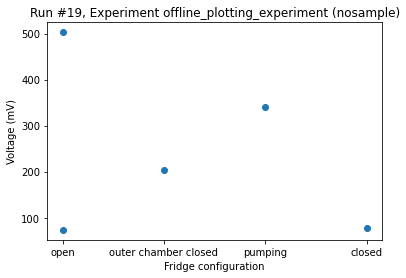 Run #19, Experiment offline_plotting_experiment (nosample)
500
400
300
200
100
Voltage (mV)
open outer chamber closed pumping closed
Fridge configuration